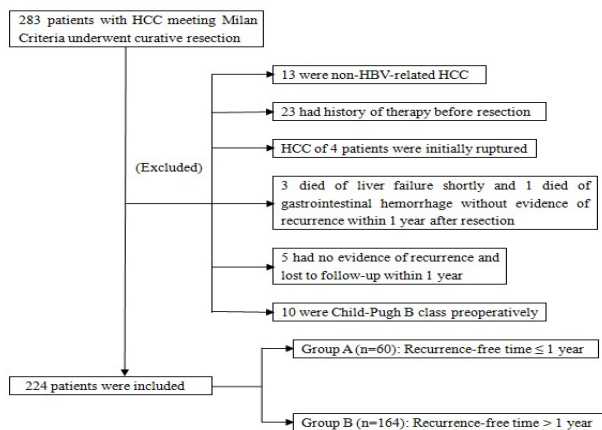 283 patients with HCC meeting Milan
Criteria underwent curative resection
13 were non-HBV-related HCC
23 had history of therapy before resection
HCC of 4 patients were initially ruptured
(Excluded)
3 died of liver failure shortly and 1 died of
gastrointestinal hemorrhage without evidence of
recurrence within 1 year after resection
5 had no evidence of recurrence and
lost to follow-up within 1 year
10 were Child-Pugh B class preoperatively
Group A (n=60): Recurrence-free time ≤ 1 year
224 patients were included
Group B (n=164): Recurrence-free time > 1 year